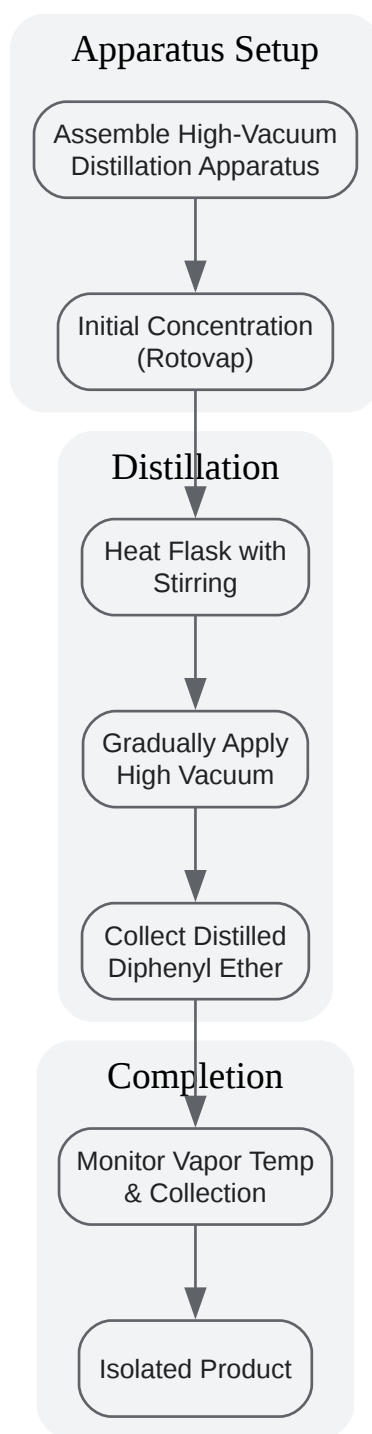 Apparatus Setup
Assemble High-Vacuum
Distillation Apparatus
Initial Concentration
(Rotovap)
Distillation
Heat Flask with
Stirring
Gradually Apply
High Vacuum
Collect Distilled
Diphenyl Ether
Completion
Monitor Vapor Temp
& Collection
Isolated Product